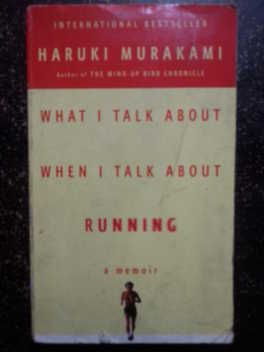 INTERNATIONAL BESTSELLER
HARUKI MURAKAMI
Author of THE WIND-UP BIRD CHRONICLE
WHAT I TALK ABOUT
WHEN I TALK ABOUT
RUNNING
a memoir